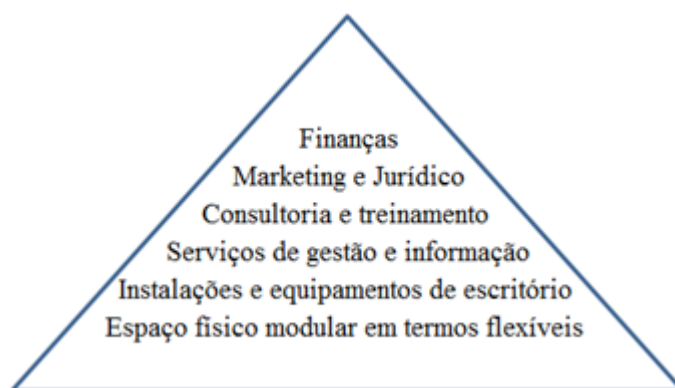 Finanças
Marketing e Jurídico
Consultoria e treinamento
Serviços de gestão e informação
Instalações e equipamentos de escritório
Espaço físico modular em termos flexíveis